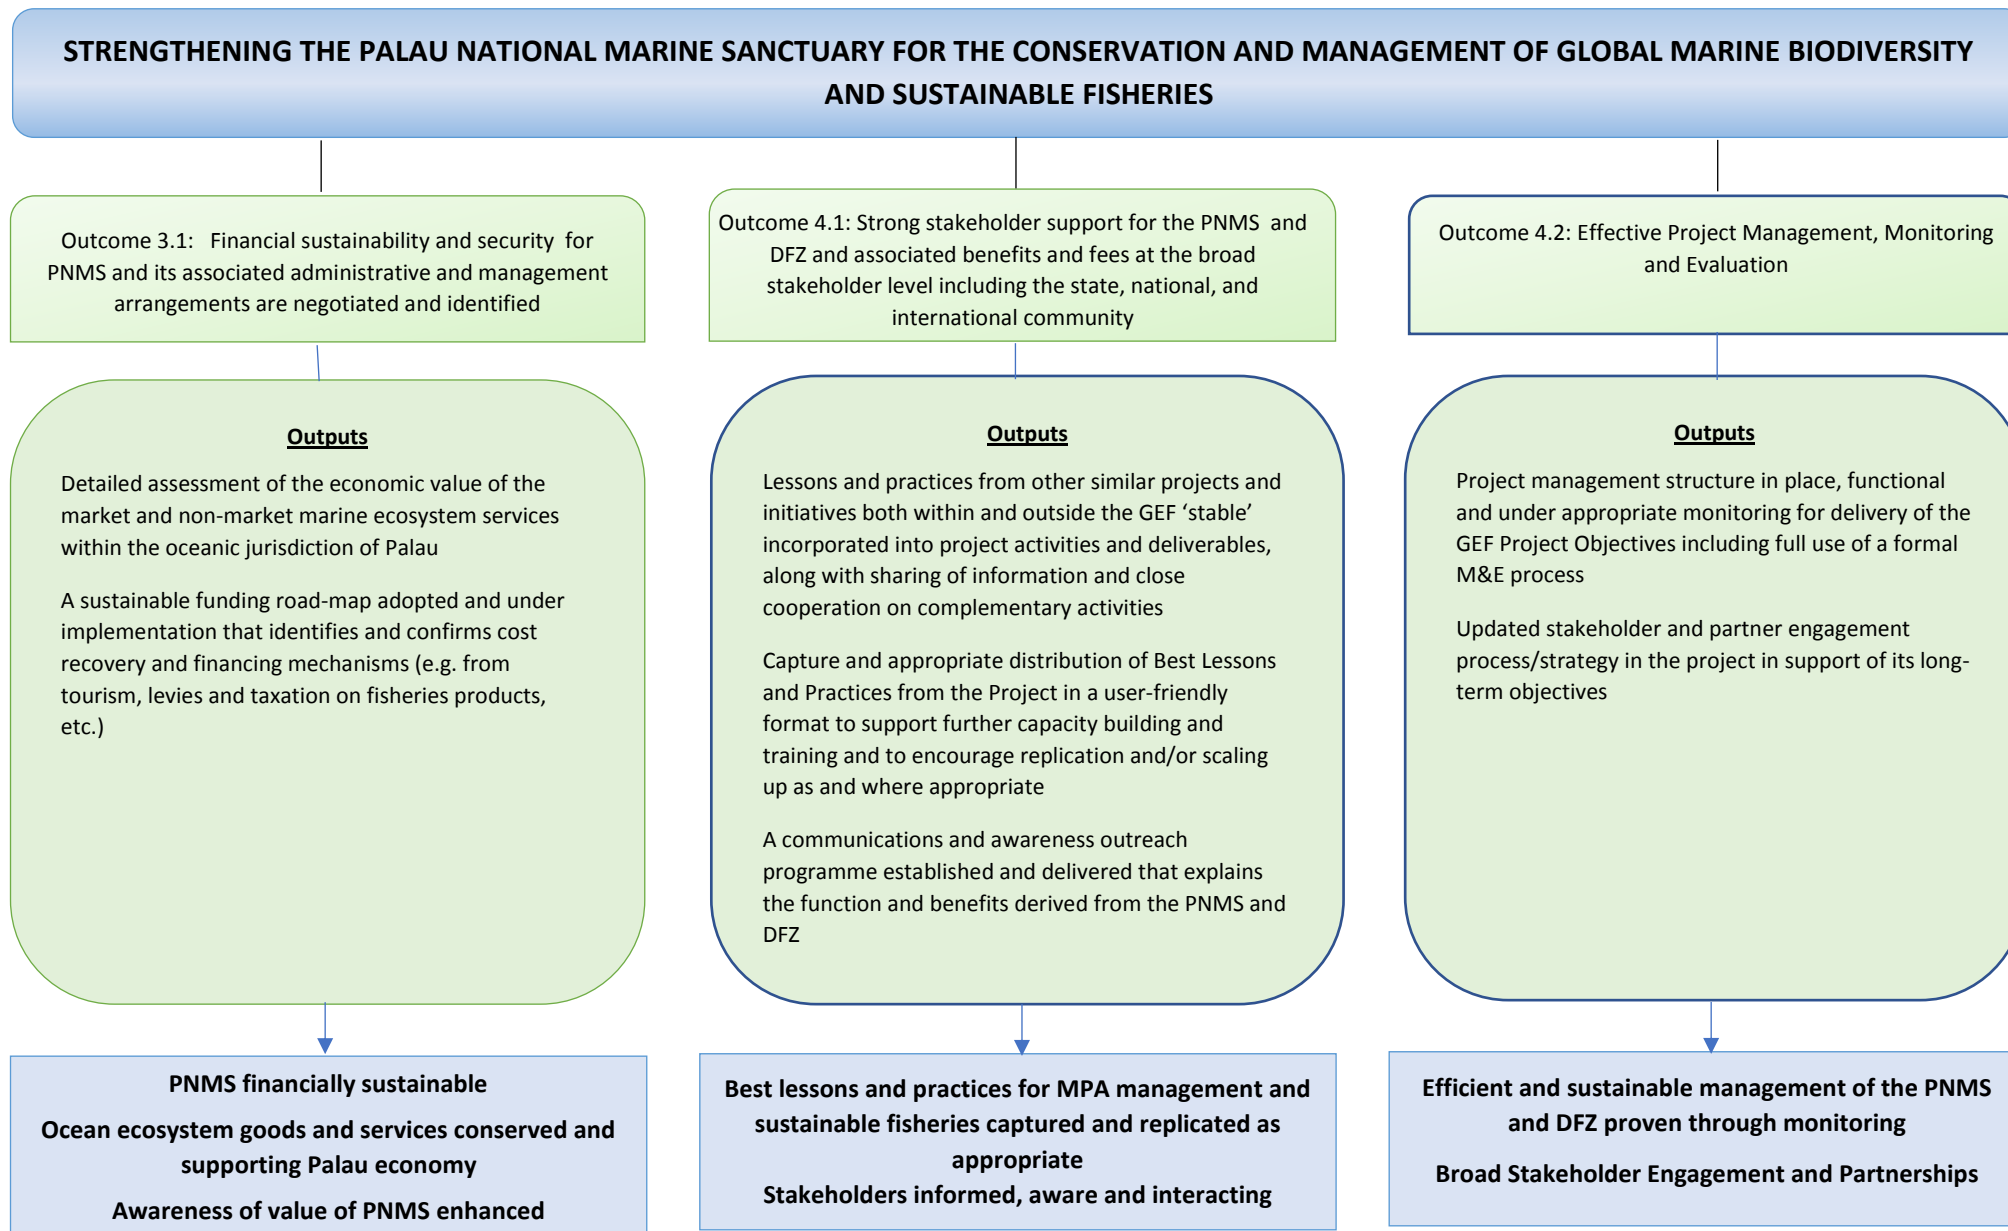 STRENGTHENING THE PALAU NATIONAL MARINE SANCTUARY FOR THE CONSERVATION AND MANAGEMENT OF GLOBAL MARINE BIODIVERSITY
AND SUSTAINABLE FISHERIES
Outcome 3.1:   Financial sustainability and security  for
PNMS and its associated administrative and management
arrangements are negotiated and identified
Outputs
Detailed assessment of the economic value of the
market and non-market marine ecosystem services
within the oceanic jurisdiction of Palau
A sustainable funding road-map adopted and under
implementation that identifies and confirms cost
recovery and financing mechanisms (e.g. from
tourism, levies and taxation on fisheries products,
etc.)
PNMS financially sustainable
Ocean ecosystem goods and services conserved and
supporting Palau economy
Awareness of value of PNMS enhanced
Outcome 4.1: Strong stakeholder support for the PNMS  and
DFZ and associated benefits and fees at the broad
stakeholder level including the state, national, and
international community
Outputs
Lessons and practices from other similar projects and
initiatives both within and outside the GEF ‘stable’
incorporated into project activities and deliverables,
along with sharing of information and close
cooperation on complementary activities
Capture and appropriate distribution of Best Lessons
and Practices from the Project in a user-friendly
format to support further capacity building and
training and to encourage replication and/or scaling
up as and where appropriate
A communications and awareness outreach
programme established and delivered that explains
the function and benefits derived from the PNMS and
DFZ
Best lessons and practices for MPA management and
sustainable fisheries captured and replicated as
appropriate
Stakeholders informed, aware and interacting
Outcome 4.2: Effective Project Management, Monitoring
and Evaluation
Outputs
Project management structure in place, functional
and under appropriate monitoring for delivery of the
GEF Project Objectives including full use of a formal
M&E process
Updated stakeholder and partner engagement
process/strategy in the project in support of its long-
term objectives
Efficient and sustainable management of the PNMS
and DFZ proven through monitoring
Broad Stakeholder Engagement and Partnerships